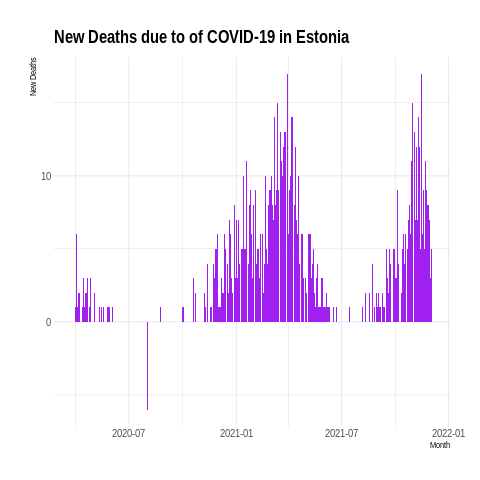 New Deaths due to of COVID-19 in Estonia
New Deaths
10
0
2020-07
2021-01
2021-07
2022-01
Month